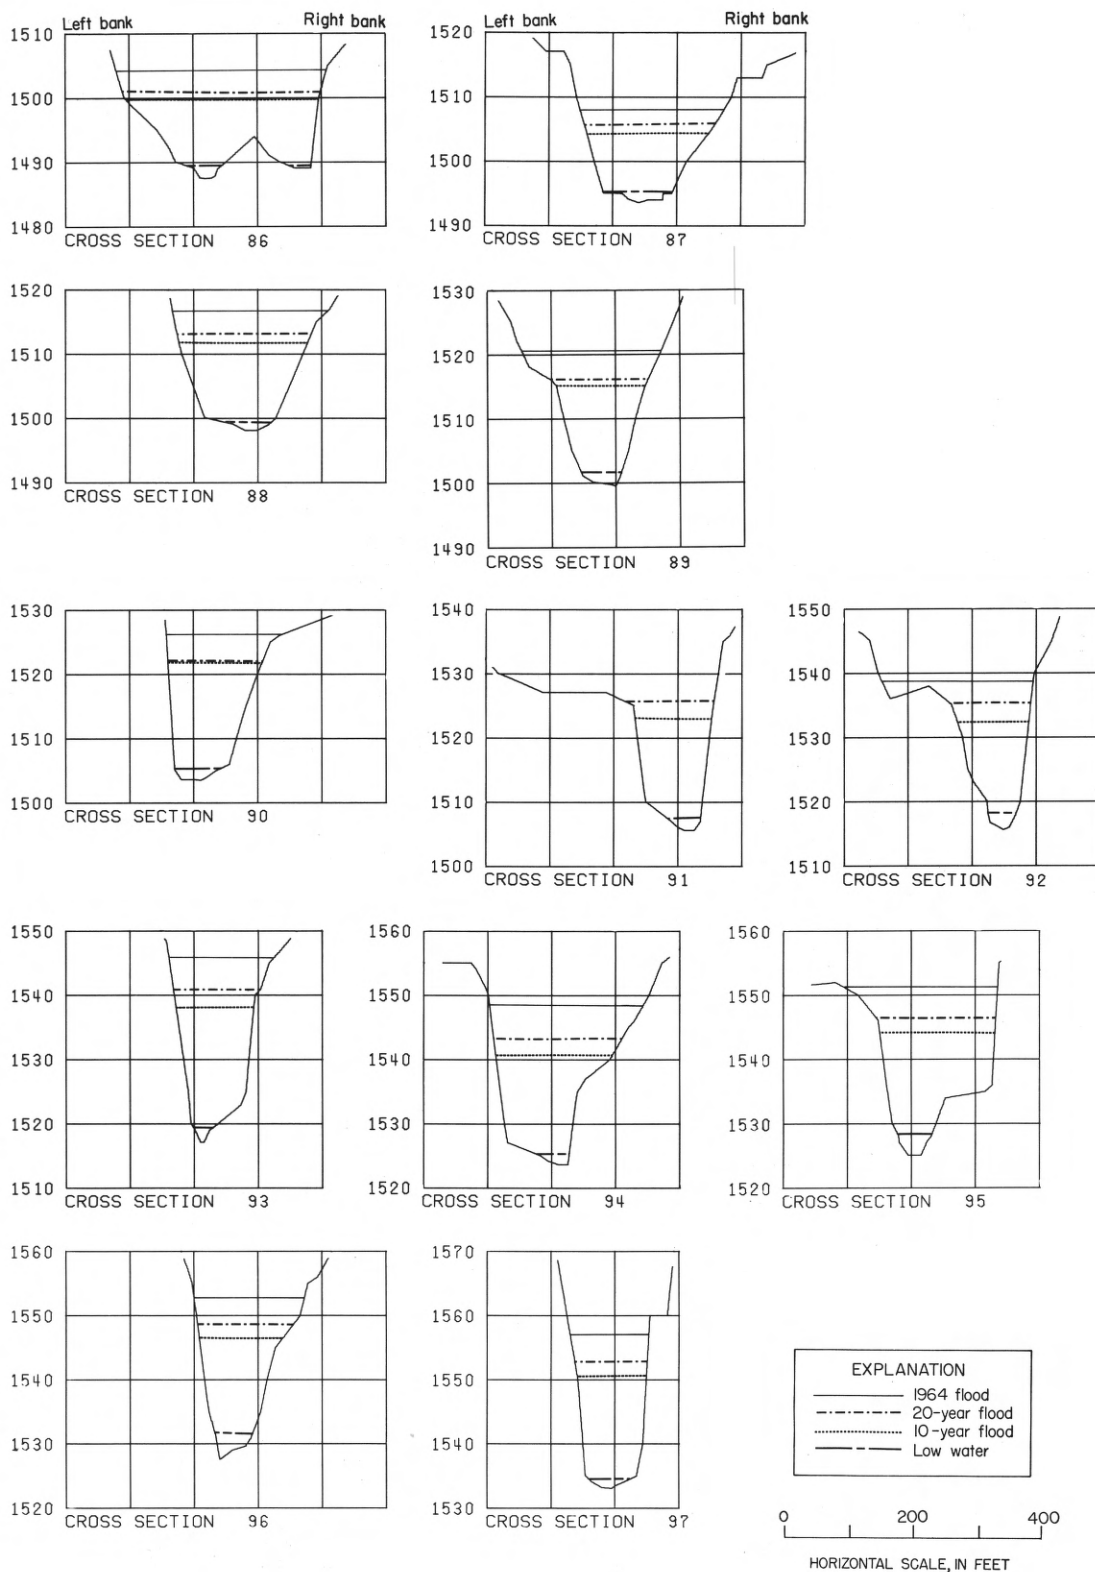 Left bank Right bank
1510
1500
1490
1480
CROSS SECTION 86
Left bank Right bank
1520
1510
1500
1490
CROSS SECTION 87
1520
1510
1500
1490
CROSS SECTION 88
1530
1520
1510
1500
1490
CROSS SECTION 89
1530
1520
1510
1500
CROSS SECTION 90
1540
1530
1520
1510
1500
CROSS SECTION 91
1550
1540
1530
1520
1510
CROSS SECTION 92
1550
1540
1530
1520
1510
CROSS SECTION 93
1560
1550
1540
1530
1520
CROSS SECTION 94
1560
1550
1540
1530
1520
CROSS SECTION 95
1560
1550
1540
1530
1520
CROSS SECTION 96
1570
1560
1550
1540
1530
CROSS SECTION 97
EXPLANATION
1964 flood
20-year flood
10-year flood
Low water
0 200 400
HORIZONTAL SCALE, IN FEET